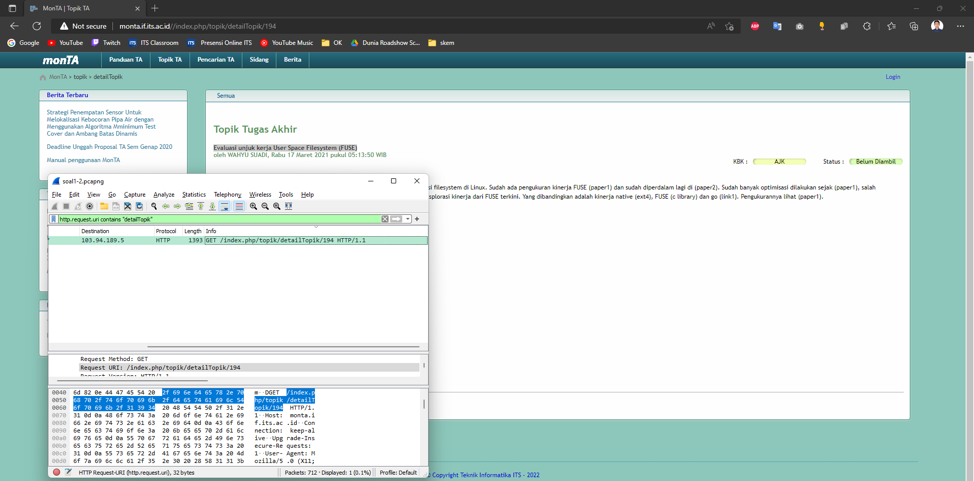 MonTA | Topik TA
Not secure | monta.if.its.ac.id//index.php/topik/detailTopik/194
Google YouTube Twitch ITS Classroom Presensi Online ITS YouTube Music OK Dunia Roadshow Sc... skem
monTA Panduan TA Topik TA Pencarian TA Sidang Berita
MonTA > topik > detailTopik Login
Berita Terbaru
Strategi Penempatan Sensor Untuk
Melokalisasi Kebocoran Pipa Air dengan
Menggunakan Algoritma Mminimum Test
Cover dan Ambang Batas Dinamis
Deadline Unggah Proposal TA Sem Genap 2020
Manual penggunaan MonTA
Semua
Topik Tugas Akhir
Evaluasi unjuk kerja User Space Filesystem (FUSE)
oleh WAHYU SUADI, Rabu 17 Maret 2021 pukul 05:13:50 WIB
KBK : AJK Status : Belum Diambil
si filesystem di Linux. Sudah ada pengukuran kinerja FUSE (paper1) dan sudah diperdalam lagi di (paper2). Sudah banyak optimisasi dilakukan sejak (paper1), salah
splorasi kinerja dari FUSE terkini. Yang dibandingkan adalah kinerja native (ext4), FUSE (c library) dan go (link1). Pengukurannya lihat (paper1).
soal1-2.pcapng
File Edit View Go Capture Analyze Statistics Telephony Wireless Tools Help
http.request.uri contains "detailTopik"
Destination Protocol Length Info
103.94.189.5 HTTP 1393 GET /index.php/topik/detailTopik/194 HTTP/1.1
Request Method: GET
Request URI: /index.php/topik/detailTopik/194
Request Version: HTTP/1.1
0040 6d 82 0e 44 47 45 54 20 2f 69 6e 64 65 78 2e 70 m··DGET /index.p
0050 68 70 2f 74 6f 70 69 6b 2f 64 65 74 61 69 6c 54 hp/topik /detailT
0060 6f 70 69 6b 2f 31 39 34 20 48 54 54 50 2f 31 2e opik/194 HTTP/1.
0070 31 0d 0a 48 6f 73 74 3a 20 6d 6f 6e 74 61 2e 69 1··Host: monta.i
0080 66 2e 69 74 73 2e 61 63 2e 69 64 0d 0a 43 6f 6e f.its.ac .id··Con
0090 6e 65 63 74 69 6f 6e 3a 20 6b 65 65 70 2d 61 6c nection: keep-al
00a0 69 76 65 0d 0a 55 70 67 72 61 64 65 2d 49 6e 73 ive··Upg rade-Ins
00b0 65 63 75 72 65 2d 52 65 71 75 65 73 74 73 3a 20 ecure-Re quests:
00c0 31 0d 0a 55 73 65 72 2d 41 67 65 6e 74 3a 20 4d 1··User- Agent: M
00d0 6f 7a 69 6c 6c 61 2f 35 2e 30 20 28 58 31 31 3b ozilla/5 .0 (X11;
HTTP Request-URI (http.request.uri), 32 bytes Packets: 712 · Displayed: 1 (0.1%) Profile: Default
Copyright Teknik Informatika ITS - 2022